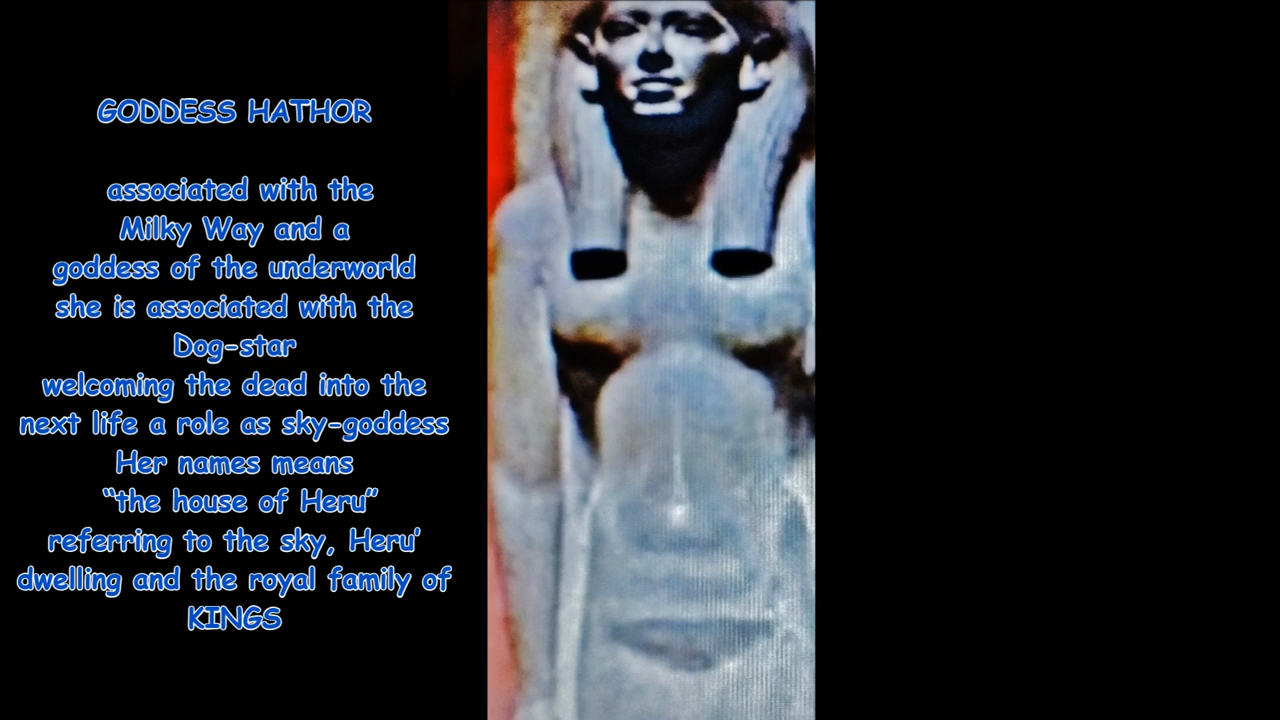 GODDESS HATHOR
associated with the
Milky Way and a
goddess of the underworld
she is associated with the
Dog-star
welcoming the dead into the
next life a role as sky-goddess
Her names means
“the house of Heru”
referring to the sky, Heru’
dwelling and the royal family of
KINGS